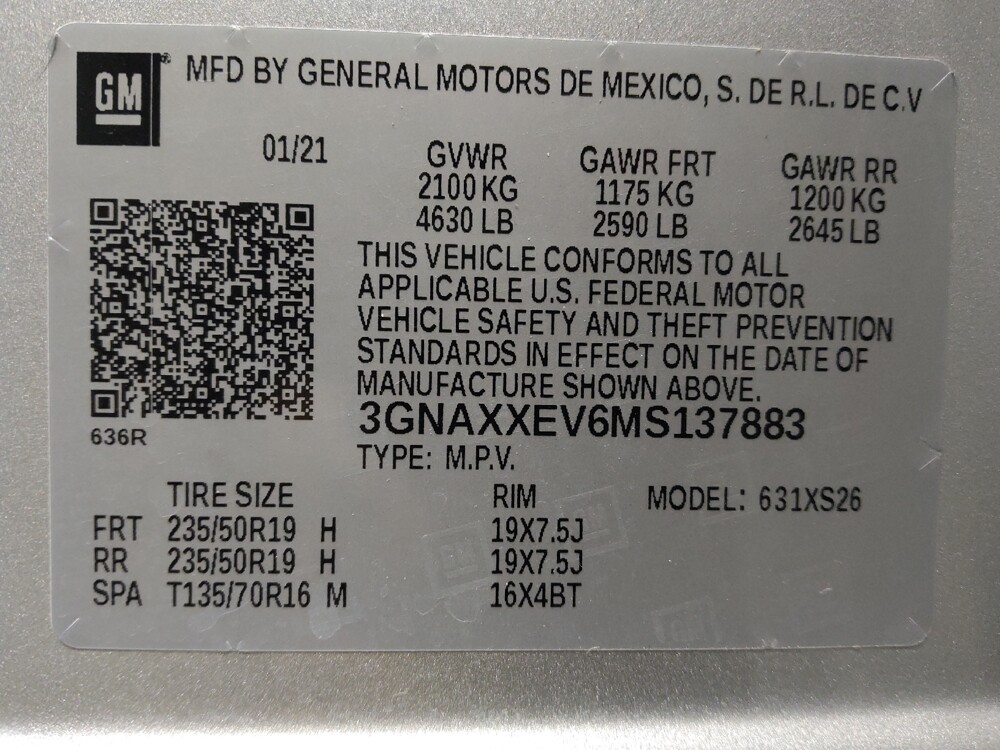 GM
MFD BY GENERAL MOTORS DE MEXICO, S. DE R.L. DE C.V
01/21
GVWR GAWR FRT GAWR RR
2100 KG 1175 KG 1200 KG
4630 LB 2590 LB 2645 LB
THIS VEHICLE CONFORMS TO ALL
APPLICABLE U.S. FEDERAL MOTOR
VEHICLE SAFETY AND THEFT PREVENTION
STANDARDS IN EFFECT ON THE DATE OF
MANUFACTURE SHOWN ABOVE.
3GNAXXEV6MS137883
636R
TYPE: M.P.V.
TIRE SIZE RIM MODEL: 631XS26
FRT 235/50R19 H 19X7.5J
RR 235/50R19 H 19X7.5J
SPA T135/70R16 M 16X4BT